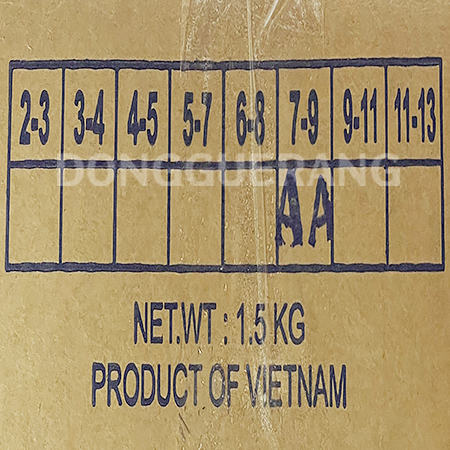 2-3 3-4 4-5 5-7 6-8 7-9 9-11 11-13
DONGGUERANG
AA
NET.WT : 1.5 KG
PRODUCT OF VIETNAM